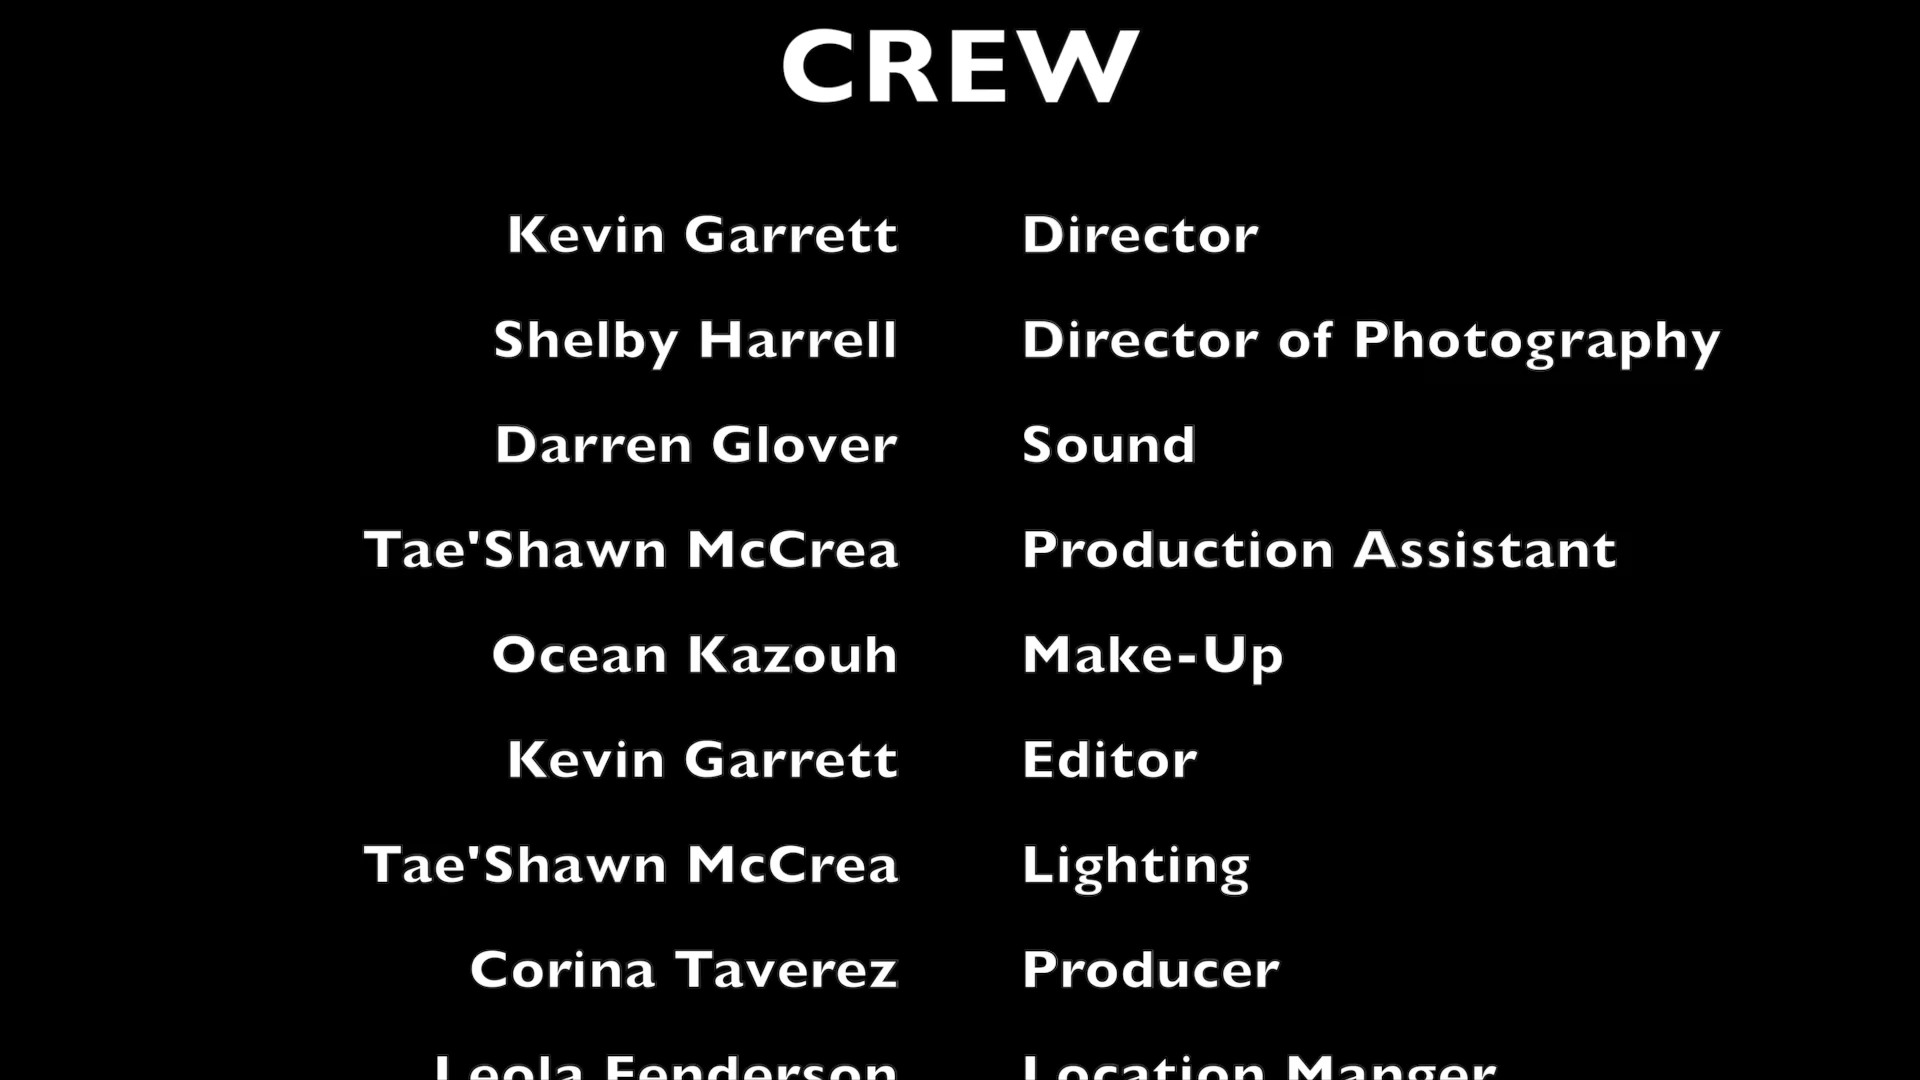 CREW
Kevin Garrett Director
Shelby Harrell Director of Photography
Darren Glover Sound
Tae'Shawn McCrea Production Assistant
Ocean Kazouh Make-Up
Kevin Garrett Editor
Tae'Shawn McCrea Lighting
Corina Taverez Producer
Leola Fenderson Location Manger